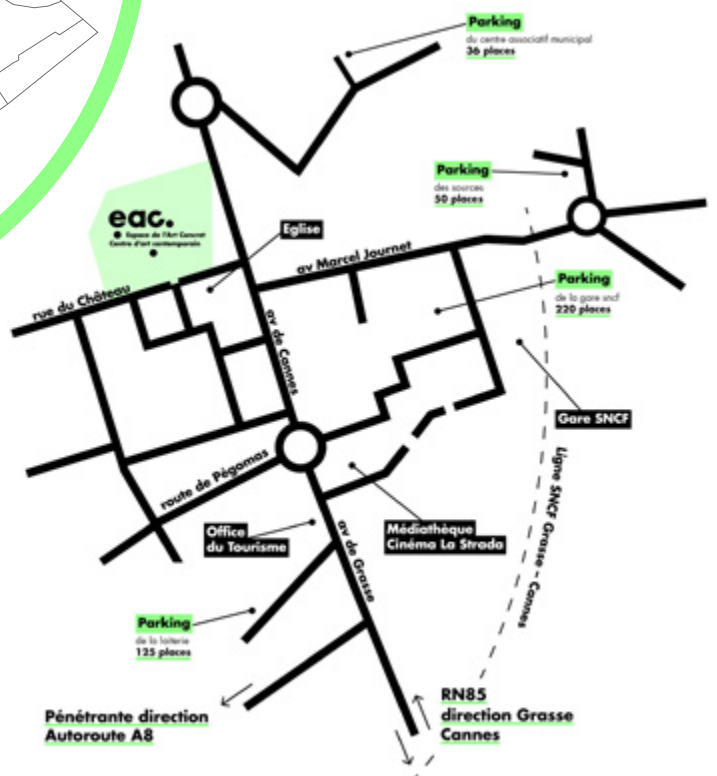 Parking
du centre associatif municipal
36 places
Parking
des sources
50 places
eac.
Espace de l'Art Concret
Centre d'art contemporain
Eglise
av Marcel Journet
rue du Château
Parking
de la gare sncf
220 places
av de Cannes
Gare SNCF
route de Pégomas
Ligne SNCF Grasse - Cannes
Office
du Tourisme
Médiathèque
Cinéma La Strada
av de Grasse
Parking
de la laiterie
125 places
RN85
direction Grasse
Cannes
Pénétrante direction
Autoroute A8